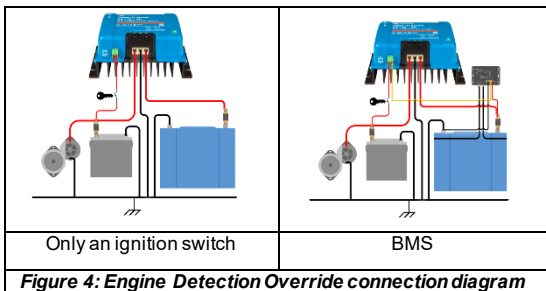 Only an ignition switch
BMS
Figure 4: Engine Detection Override connection diagram